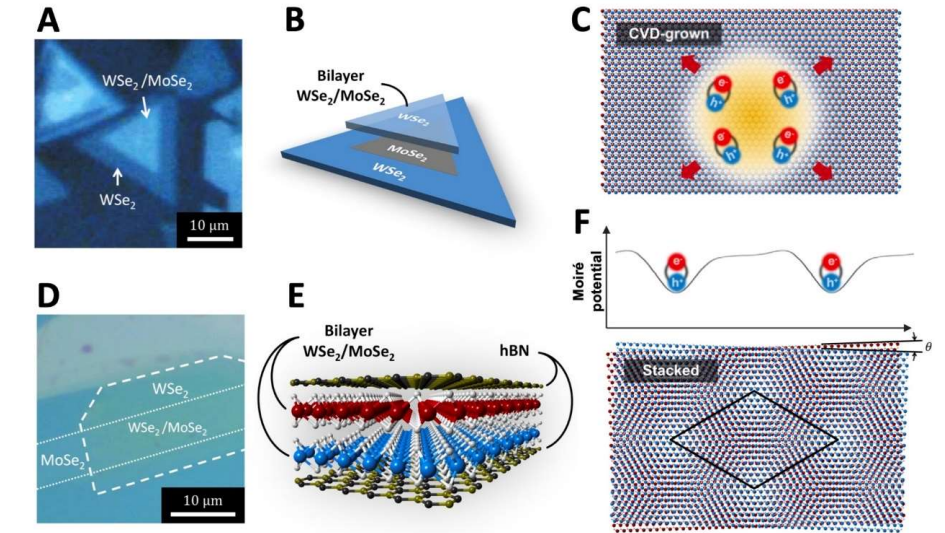 A
WSe₂/MoSe₂
WSe₂
10 μm
B
Bilayer
WSe₂/MoSe₂
WSe₂
MoSe₂
WSe₂
C
CVD-grown
e⁻
h⁺
e⁻
h⁺
e⁻
h⁺
e⁻
h⁺
D
WSe₂
WSe₂/MoSe₂
MoSe₂
10 μm
E
Bilayer
WSe₂/MoSe₂
hBN
F
Moiré
potential
e⁻
h⁺
e⁻
h⁺
θ
Stacked